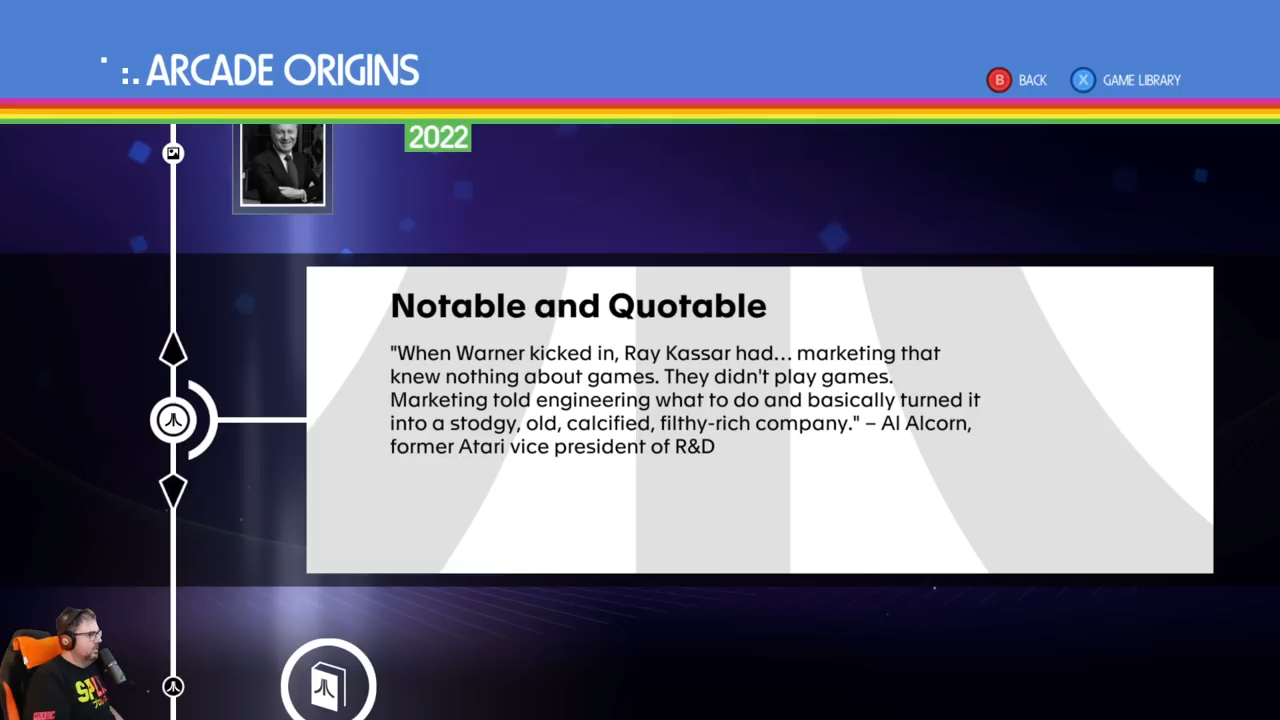 ARCADE ORIGINS
B BACK X GAME LIBRARY
2022
Notable and Quotable
"When Warner kicked in, Ray Kassar had... marketing that
knew nothing about games. They didn't play games.
Marketing told engineering what to do and basically turned it
into a stodgy, old, calcified, filthy-rich company." – Al Alcorn,
former Atari vice president of R&D